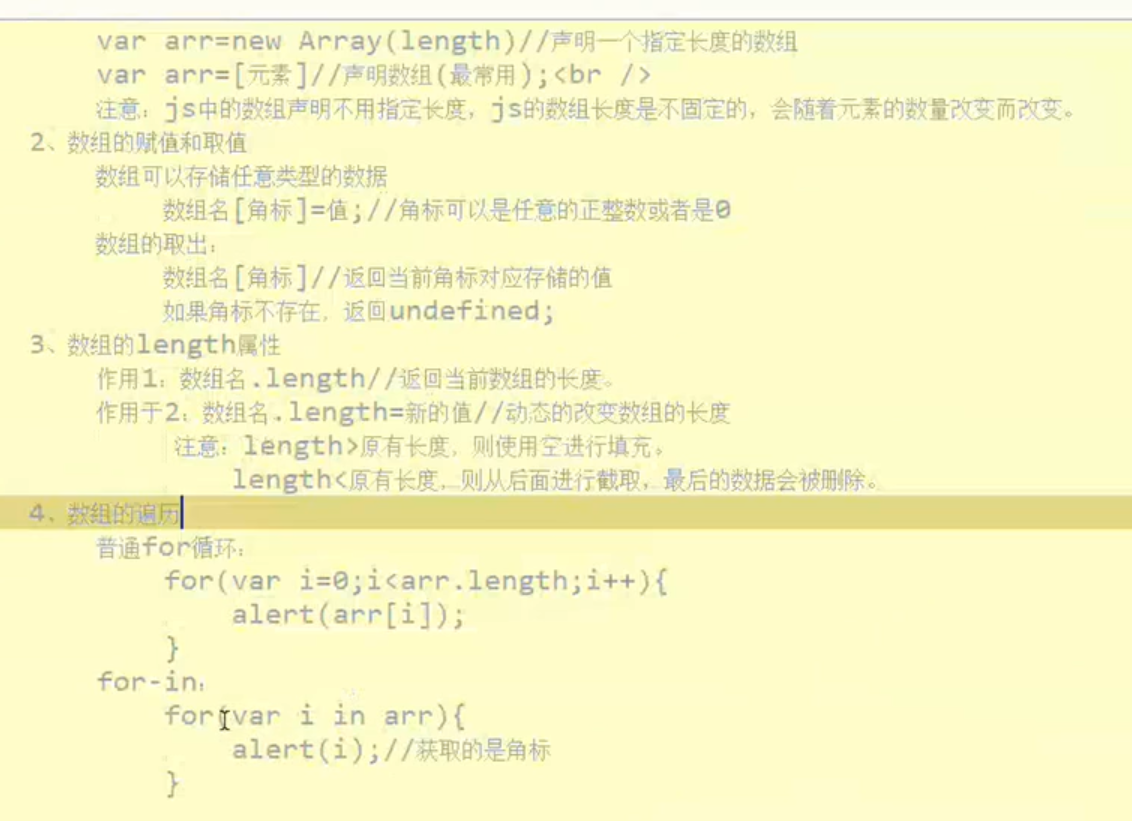 var arr=new Array(length)//声明一个指定长度的数组
var arr=[元素]//声明数组(最常用);<br />
注意：js中的数组声明不用指定长度，js的数组长度是不固定的，会随着元素的数量改变而改变。
2、数组的赋值和取值
数组可以存储任意类型的数据
数组名[角标]=值;//角标可以是任意的正整数或者是0
数组的取出：
数组名[角标]//返回当前角标对应存储的值
如果角标不存在，返回undefined;
3、数组的length属性
作用1：数组名.length//返回当前数组的长度。
作用于2：数组名.length=新的值//动态的改变数组的长度
注意：length>原有长度，则使用空进行填充。
length<原有长度，则从后面进行截取，最后的数据会被删除。
4、数组的遍历
普通for循环：
for(var i=0;i<arr.length;i++){
alert(arr[i]);
}
for-in：
for(var i in arr){
alert(i);//获取的是角标
}